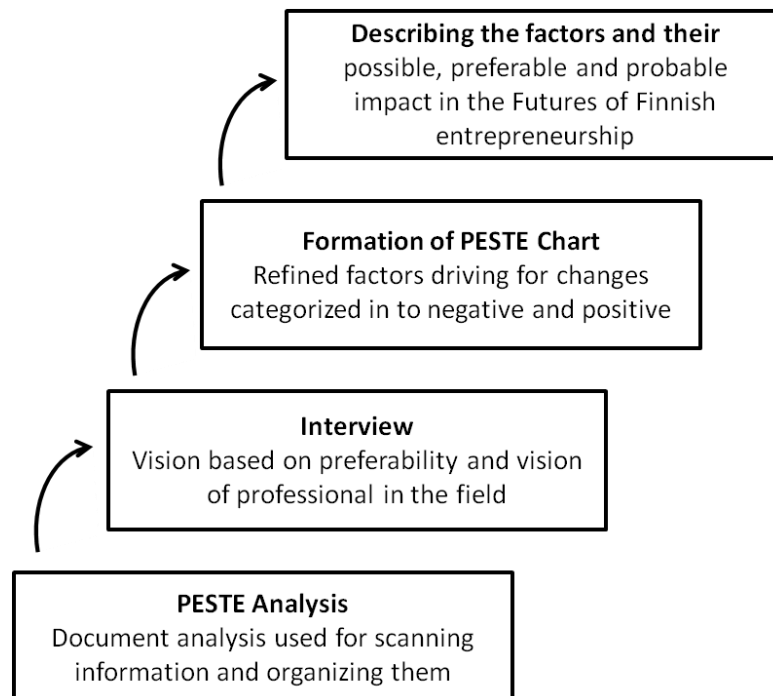 Describing the factors and their
possible, preferable and probable
impact in the Futures of Finnish
entrepreneurship
Formation of PESTE Chart
Refined factors driving for changes
categorized in to negative and positive
Interview
Vision based on preferability and vision
of professional in the field
PESTE Analysis
Document analysis used for scanning
information and organizing them